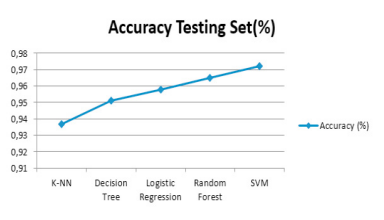 Accuracy Testing Set(%)
0,98
0,97
0,96
0,95
0,94
0,93
0,92
0,91
K-NN
Decision
Tree
Logistic
Regression
Random
Forest
SVM
Accuracy (%)